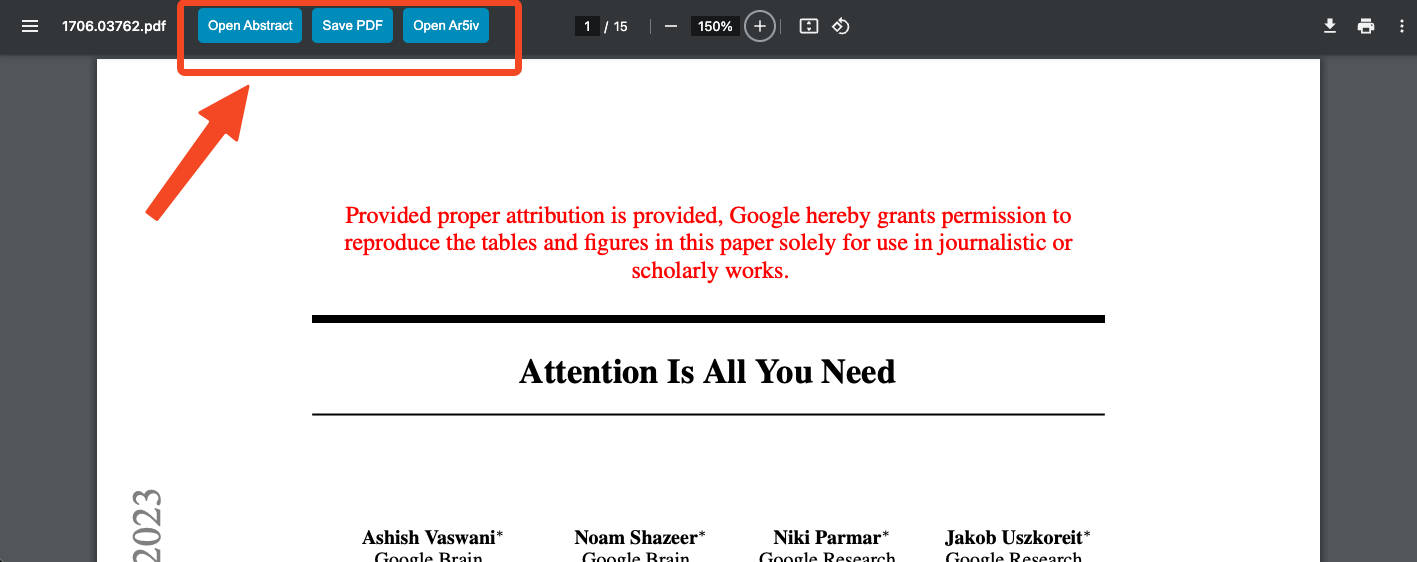 1706.03762.pdf
Open Abstract
Save PDF
Open Ar5iv
1 / 15
150%
Provided proper attribution is provided, Google hereby grants permission to
reproduce the tables and figures in this paper solely for use in journalistic or
scholarly works.
Attention Is All You Need
2023
Ashish Vaswani* Noam Shazeer* Niki Parmar* Jakob Uszkoreit*
Google Brain Google Brain Google Research Google Research